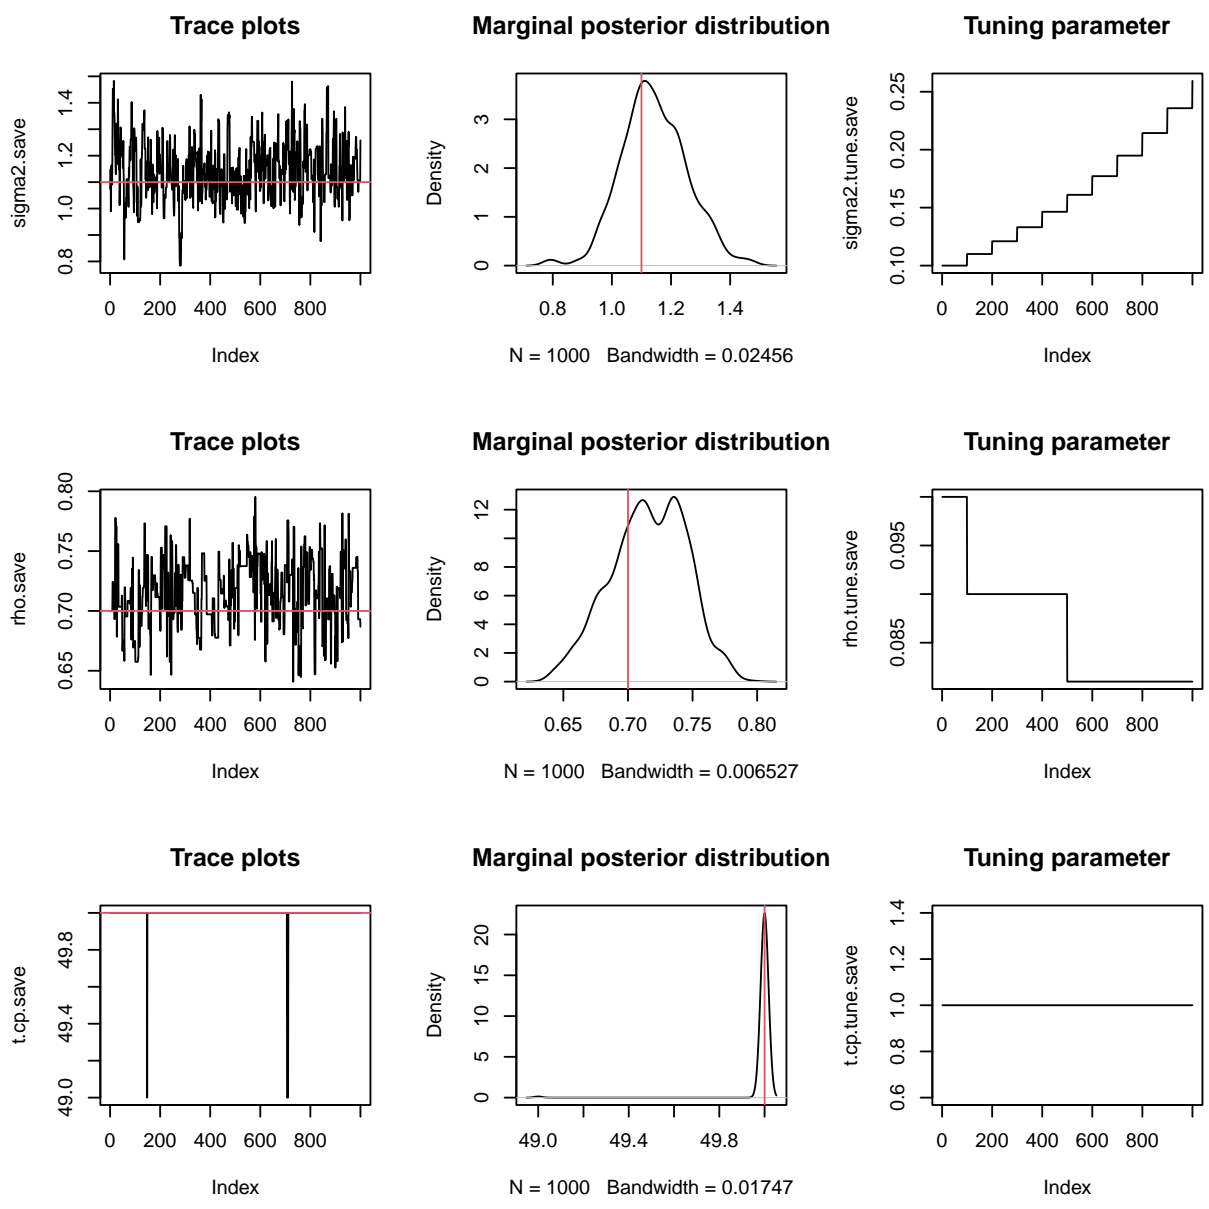 Trace plots
sigma2.save
0.8 1.0 1.2 1.4
0 200 400 600 800
Index
Marginal posterior distribution
Density
0 1 2 3
0.8 1.0 1.2 1.4
N = 1000 Bandwidth = 0.02456
Tuning parameter
sigma2.tune.save
0.10 0.15 0.20 0.25
0 200 400 600 800
Index
Trace plots
rho.save
0.65 0.70 0.75 0.80
0 200 400 600 800
Index
Marginal posterior distribution
Density
0 2 4 6 8 12
0.65 0.70 0.75 0.80
N = 1000 Bandwidth = 0.006527
Tuning parameter
rho.tune.save
0.085 0.095
0 200 400 600 800
Index
Trace plots
t.cp.save
49.0 49.4 49.8
0 200 400 600 800
Index
Marginal posterior distribution
Density
0 5 10 15 20
49.0 49.4 49.8
N = 1000 Bandwidth = 0.01747
Tuning parameter
t.cp.tune.save
0.6 0.8 1.0 1.2 1.4
0 200 400 600 800
Index